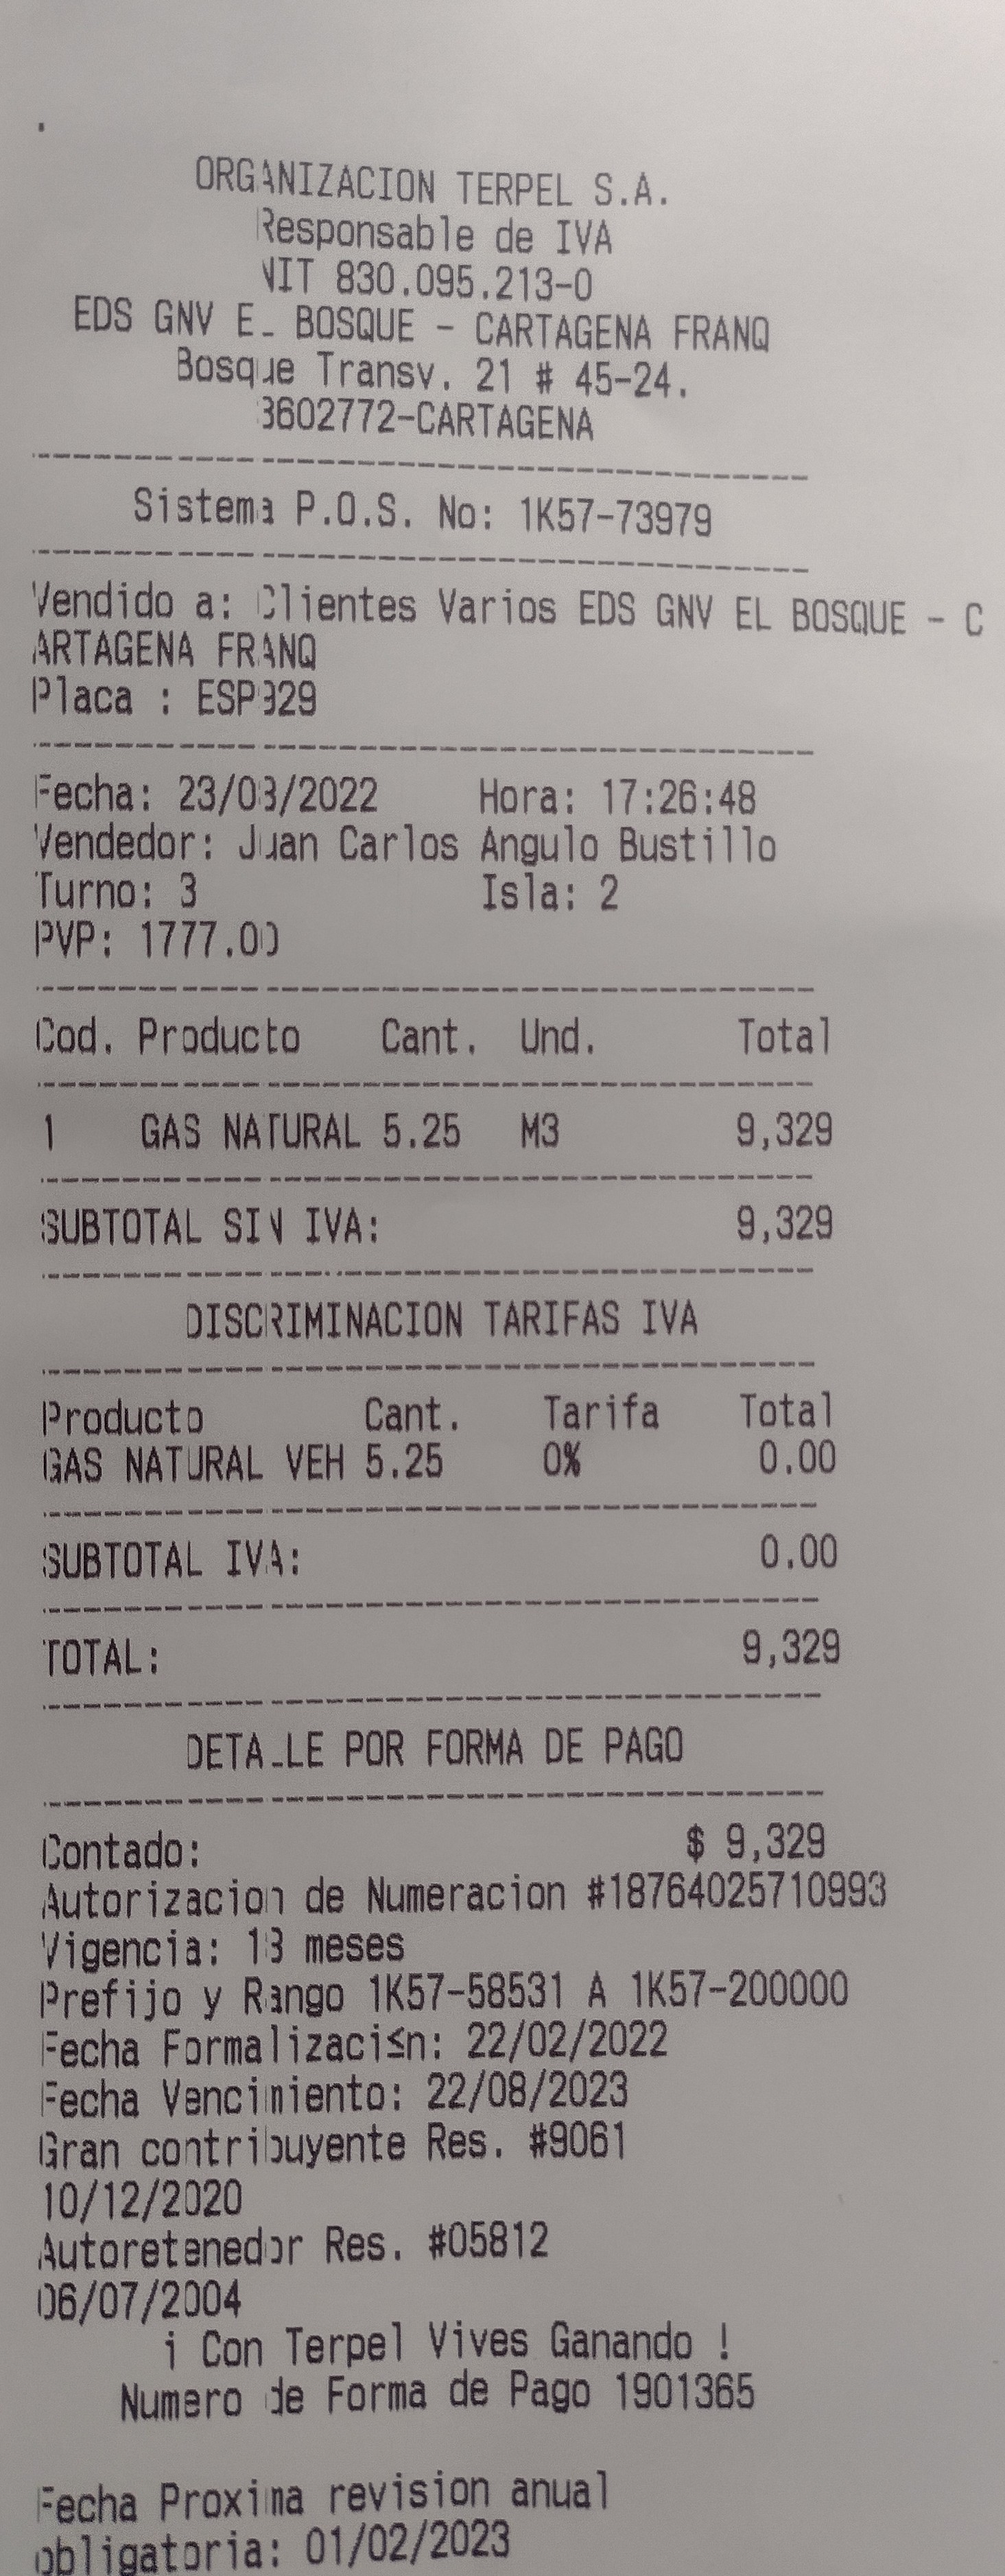 ORGANIZACION TERPEL S.A.
Responsable de IVA
NIT 830.095.213-0
EDS GNV EL BOSQUE - CARTAGENA FRANQ
Bosque Transv. 21 # 45-24.
3602772-CARTAGENA
Sistema P.O.S. No: 1K57-73979
Vendido a: Clientes Varios EDS GNV EL BOSQUE - C
ARTAGENA FRANQ
Placa :
Fecha: 23/03/2022 Hora: 17:26:48
Vendedor: Juan Carlos Angulo Bustillo
Turno: 3 Isla: 2
PVP: 1777.00
Cod. Producto Cant. Und. Total
1 GAS NATURAL 5.25 M3 9,329
SUBTOTAL SIN IVA: 9,329
DISCRIMINACION TARIFAS IVA
Producto Cant. Tarifa Total
GAS NATURAL VEH 5.25 0% 0.00
SUBTOTAL IVA: 0.00
TOTAL: 9,329
DETALLE POR FORMA DE PAGO
Contado: $ 9,329
Autorizacion de Numeracion #18764025710993
Vigencia: 18 meses
Prefijo y Rango 1K57-58531 A 1K57-200000
Fecha Formalizaci≤n: 22/02/2022
Fecha Vencimiento: 22/08/2023
Gran contribuyente Res. #9061
10/12/2020
Autoretenedor Res. #05812
06/07/2004
¡ Con Terpel Vives Ganando !
Numero de Forma de Pago 1901365
Fecha Proxima revision anual
obligatoria: 01/02/2023